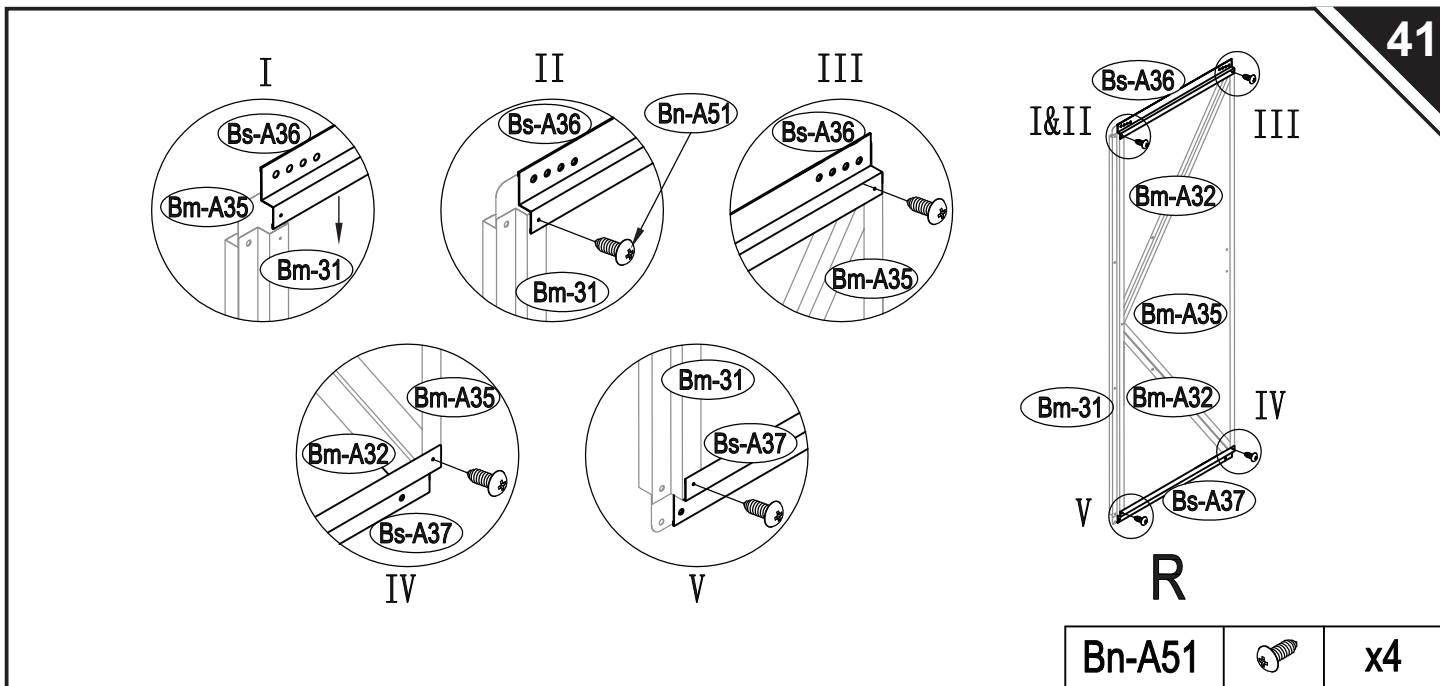 41
I
Bs-A36
Bm-A35
Bm-31
II
Bs-A36
Bn-A51
Bm-31
III
Bs-A36
Bm-A35
Bm-A35
Bm-A32
Bs-A37
IV
Bm-31
Bs-A37
V
Bs-A36
I&II
III
Bm-A32
Bm-A35
Bm-A32
Bm-31
IV
V
Bs-A37
R
Bn-A51 x4